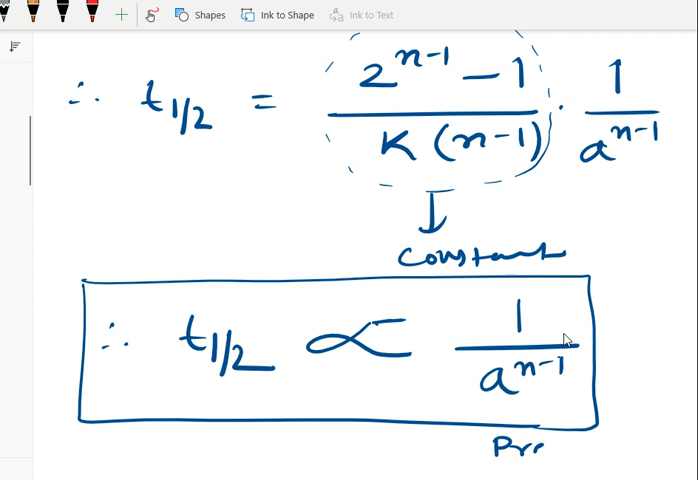 Shapes Ink to Shape Ink to Text
∴ t1/2 = 2^(n-1) - 1 / K(n-1) · 1 / a^(n-1)
↓
Constant
∴ t1/2 ∝ 1 / a^(n-1)